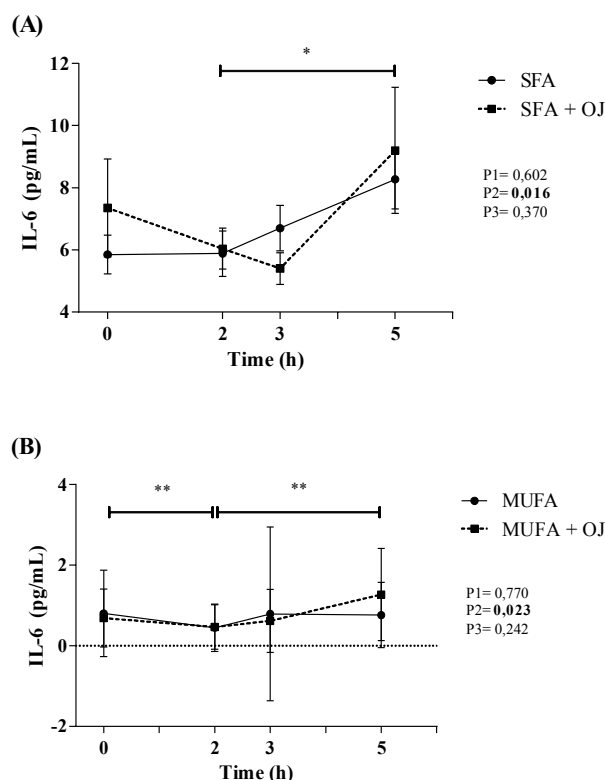 (A)
*
12
10
8
6
4
IL-6 (pg/mL)
0
2
3
5
Time (h)
SFA
SFA + OJ
P1= 0,602
P2= 0,016
P3= 0,370
(B)
**
**
4
2
0
-2
IL-6 (pg/mL)
0
2
3
5
Time (h)
MUFA
MUFA + OJ
P1= 0,770
P2= 0,023
P3= 0,242